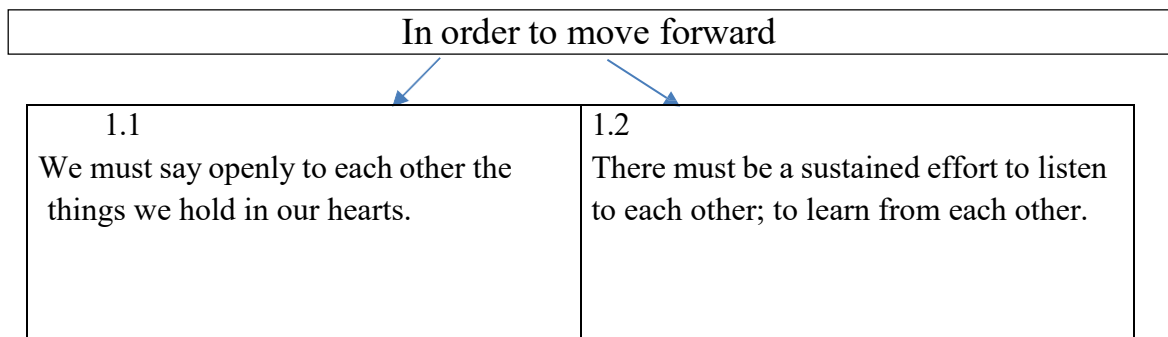 In order to move forward
1.1
We must say openly to each other the
things we hold in our hearts.
1.2
There must be a sustained effort to listen
to each other; to learn from each other.